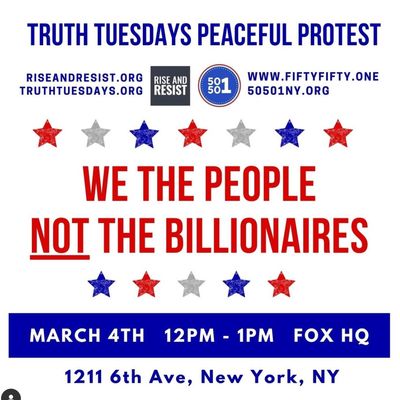 TRUTH TUESDAYS PEACEFUL PROTEST
RISEANDRESIST.ORG
TRUTHTUESDAYS.ORG
RISE AND
RESIST
50
50
1
WWW.FIFTYFIFTY.ONE
50501NY.ORG
WE THE PEOPLE
NOT THE BILLIONAIRES
MARCH 4TH 12PM - 1PM FOX HQ
1211 6th Ave, New York, NY